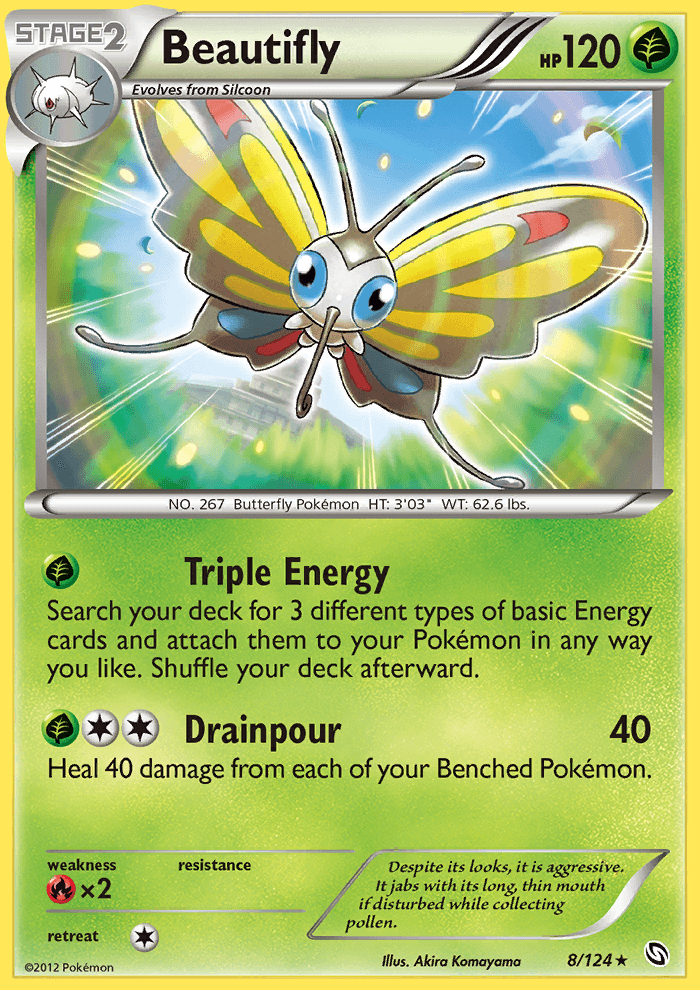 STAGE2
Beautifly
HP120
Evolves from Silcoon
NO. 267 Butterfly Pokémon HT: 3'03" WT: 62.6 lbs.
Triple Energy
Search your deck for 3 different types of basic Energy
cards and attach them to your Pokémon in any way
you like. Shuffle your deck afterward.
Drainpour 40
Heal 40 damage from each of your Benched Pokémon.
weakness resistance
×2
retreat
Despite its looks, it is aggressive.
It jabs with its long, thin mouth
if disturbed while collecting
pollen.
©2012 Pokémon
Illus. Akira Komayama
8/124★